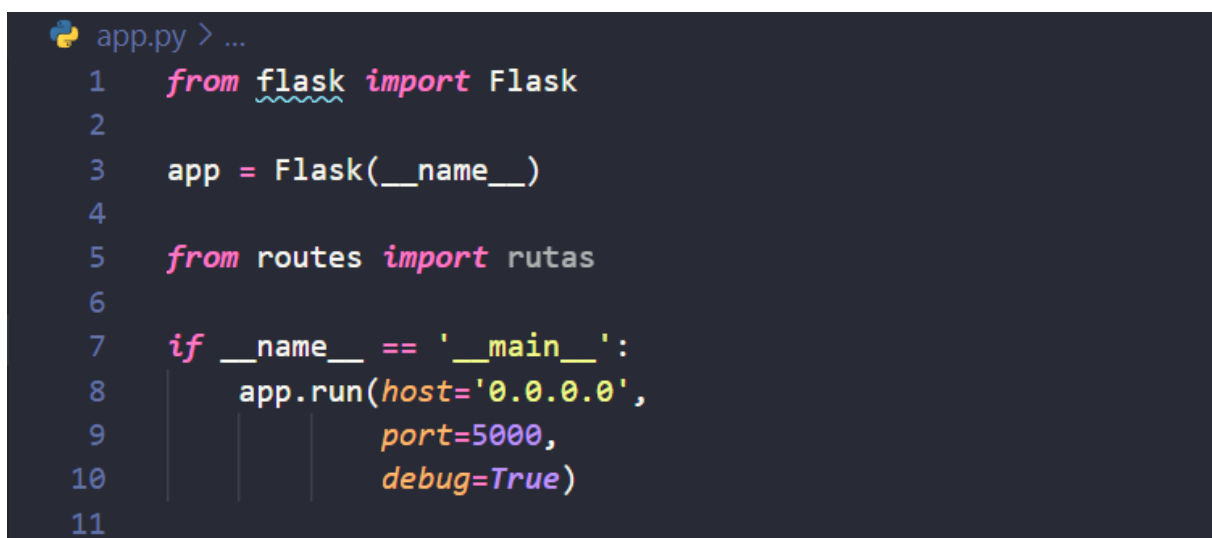 app.py > ...
1 from flask import Flask
2
3 app = Flask(__name__)
4
5 from routes import rutas
6
7 if __name__ == '__main__':
8     app.run(host='0.0.0.0',
9             port=5000,
10             debug=True)
11